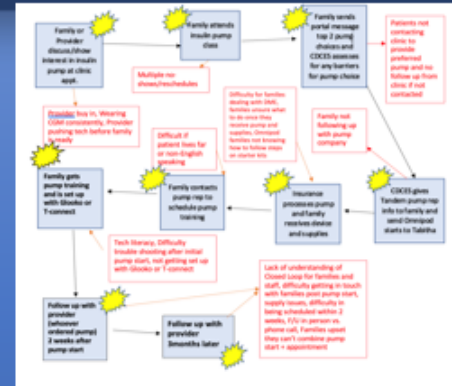 Family or
Provider
discuss/show
interest in insulin
pump at clinic
appt.
Family attends
insulin pump
class
Family sends
portal message
top 2 pump
choices and CDCES assesses
for any barriers
for pump choice
Patients not
contacting
clinic to
provide
preferred
pump and no
follow up from
clinic if not
contacted
Multiple no
shows/reschedules
Provider buy in, Wearing
CGM consistently, Provider
pushing tech before family
is ready
Difficult if
patient lives far
or non-English
speaking
Difficulty for families
dealing with DME,
families unsure what
to do once they
receive pump and
supplies, Omnipod
families not knowing
how to follow steps
on starter kits
Family not
following up
with
pump
company
Family gets
pump training
and is set up
with Glooko or
T-connect
Family contacts
pump rep to
schedule pump
training
Insurance
processes pump
and family
receives device
and supplies
CDCES gives
Tandem pump rep
info to family and
send Omnipod
starts to Tabitha
Tech literacy, Difficulty
trouble shooting after initial
pump start, not getting set up
with Glooko or T-connect
Follow up with
provider
(whoever
ordered pump)
2 weeks after
pump start
Follow up with
provider
3months later
Lack of understanding of
Closed Loop for families and
staff, difficulty getting in touch
with families post pump start,
supply issues, difficulty in
being scheduled within 2
weeks, F/U in person vs
phone call, Families upset
they can't combine pump
start + appointment